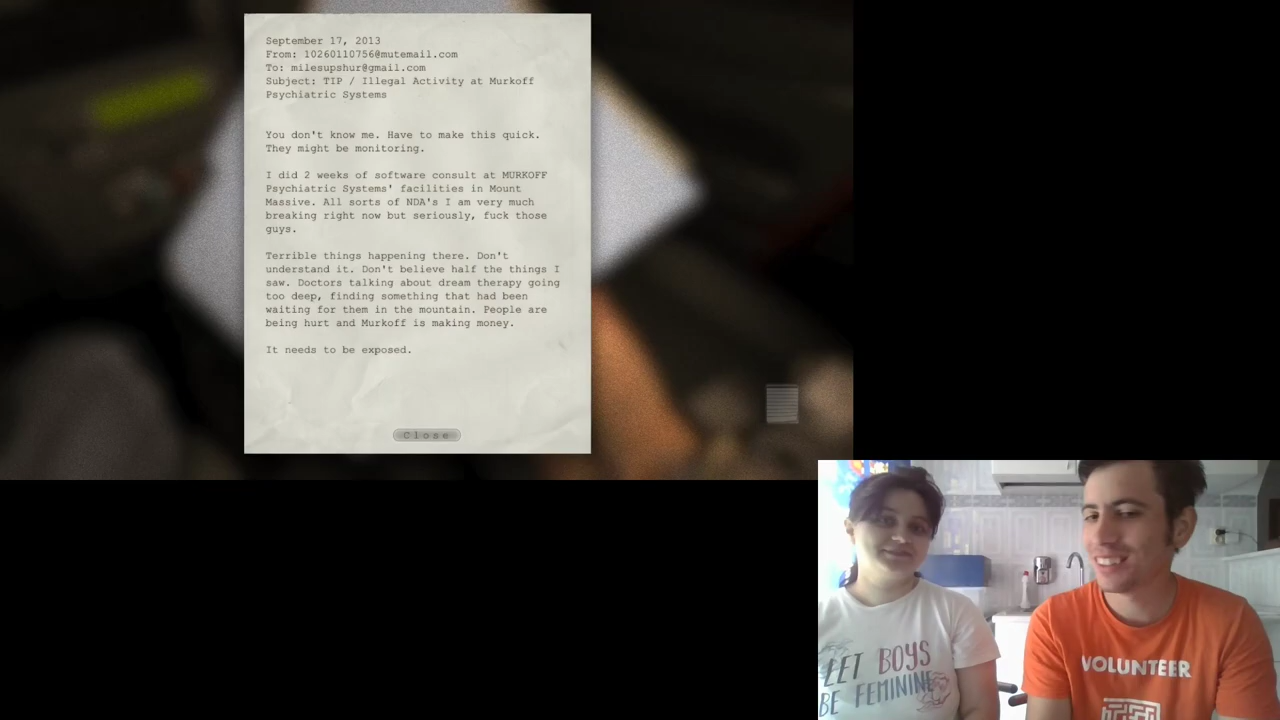 September 17, 2013
From: 10260110756@mutemail.com
To: milesupshur@gmail.com
Subject: TIP / Illegal Activity at Murkoff
Psychiatric Systems
You don't know me. Have to make this quick.
They might be monitoring.
I did 2 weeks of software consult at MURKOFF
Psychiatric Systems' facilities in Mount
Massive. All sorts of NDA's I am very much
breaking right now but seriously, fuck those
guys.
Terrible things happening there. Don't
understand it. Don't believe half the things I
saw. Doctors talking about dream therapy going
too deep, finding something that had been
waiting for them in the mountain. People are
being hurt and Murkoff is making money.
It needs to be exposed.
Close
LET BOYS
BE FEMININE
VOLUNTEER